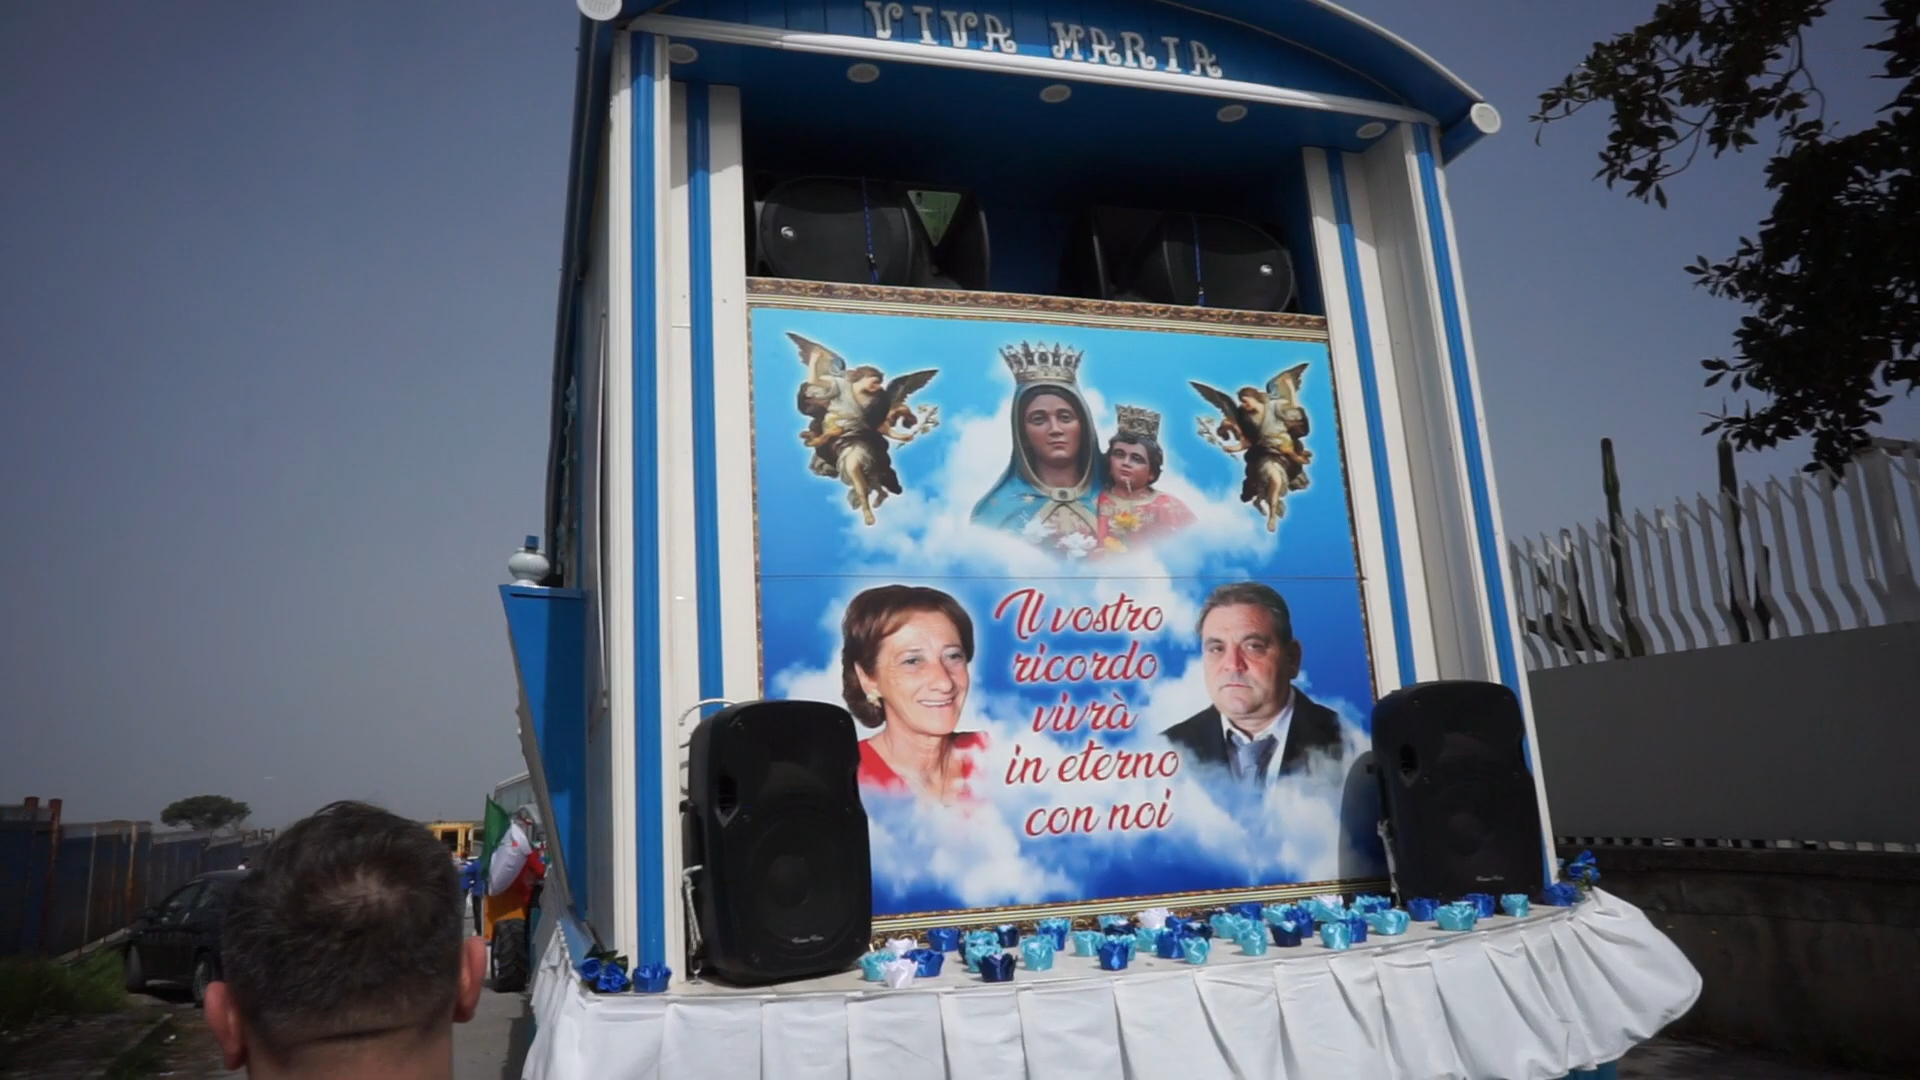 VIVA MARIA
Il vostro
ricordo
vivrà
in eterno
con noi